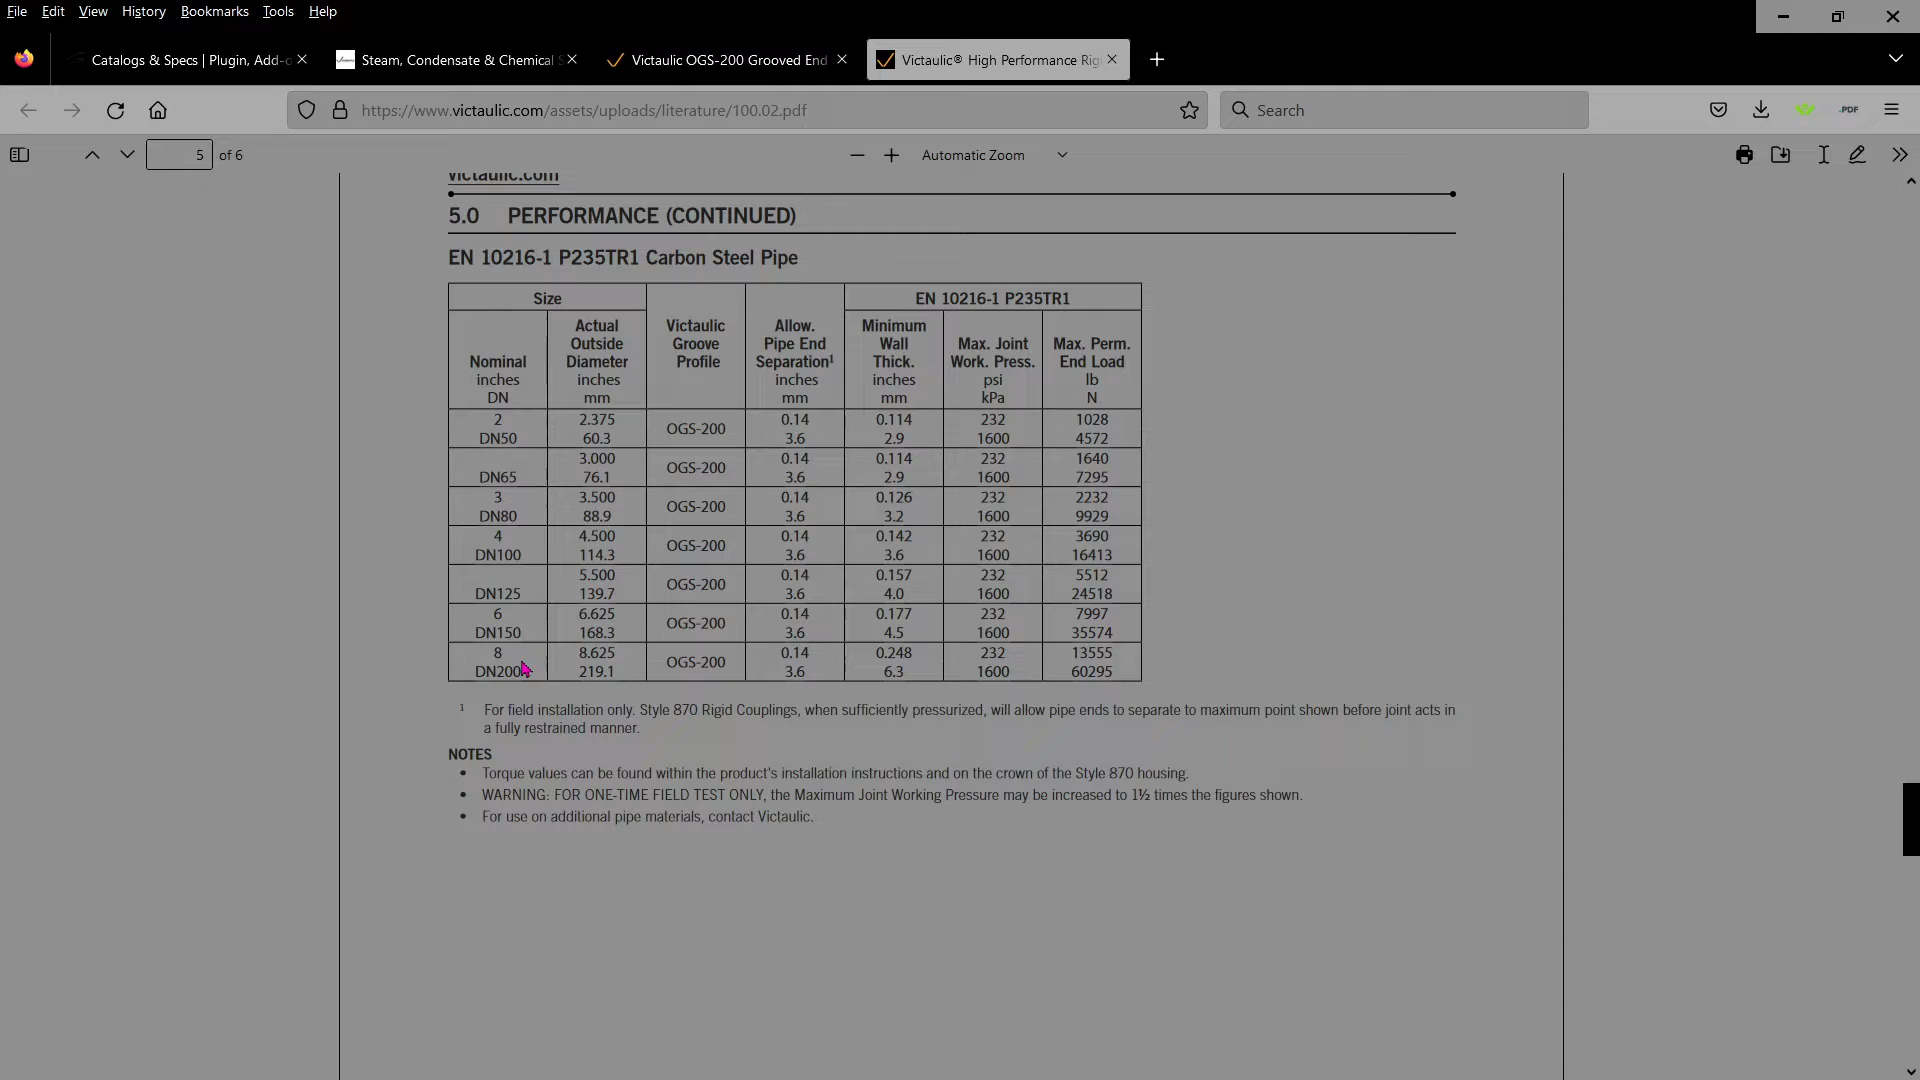 File Edit View History Bookmarks Tools Help
Catalogs & Specs | Plugin, Add-o
Steam, Condensate & Chemical S
Victaulic OGS-200 Grooved End
Victaulic® High Performance Rig
https://www.victaulic.com/assets/uploads/literature/100.02.pdf
Search
.PDF
5 of 6
Automatic Zoom
victaulic.com
5.0 PERFORMANCE (CONTINUED)
EN 10216-1 P235TR1 Carbon Steel Pipe
Size EN 10216-1 P235TR1
Actual Victaulic Allow. Minimum
Outside Groove Pipe End Wall Max. Joint Max. Perm.
Nominal Diameter Profile Separation¹ Thick. Work. Press. End Load
inches inches inches inches psi lb
DN mm mm mm kPa N
2 2.375 0.14 0.114 232 1028
OGS-200
DN50 60.3 3.6 2.9 1600 4572
3.000 0.14 0.114 232 1640
OGS-200
DN65 76.1 3.6 2.9 1600 7295
3 3.500 0.14 0.126 232 2232
OGS-200
DN80 88.9 3.6 3.2 1600 9929
4 4.500 0.14 0.142 232 3690
OGS-200
DN100 114.3 3.6 3.6 1600 16413
5.500 0.14 0.157 232 5512
OGS-200
DN125 139.7 3.6 4.0 1600 24518
6 6.625 0.14 0.177 232 7997
OGS-200
DN150 168.3 3.6 4.5 1600 35574
8 8.625 0.14 0.248 232 13555
OGS-200
DN200 219.1 3.6 6.3 1600 60295
1 For field installation only. Style 870 Rigid Couplings, when sufficiently pressurized, will allow pipe ends to separate to maximum point shown before joint acts in
a fully restrained manner.
NOTES
• Torque values can be found within the product's installation instructions and on the crown of the Style 870 housing.
• WARNING: FOR ONE-TIME FIELD TEST ONLY, the Maximum Joint Working Pressure may be increased to 1½ times the figures shown.
• For use on additional pipe materials, contact Victaulic.